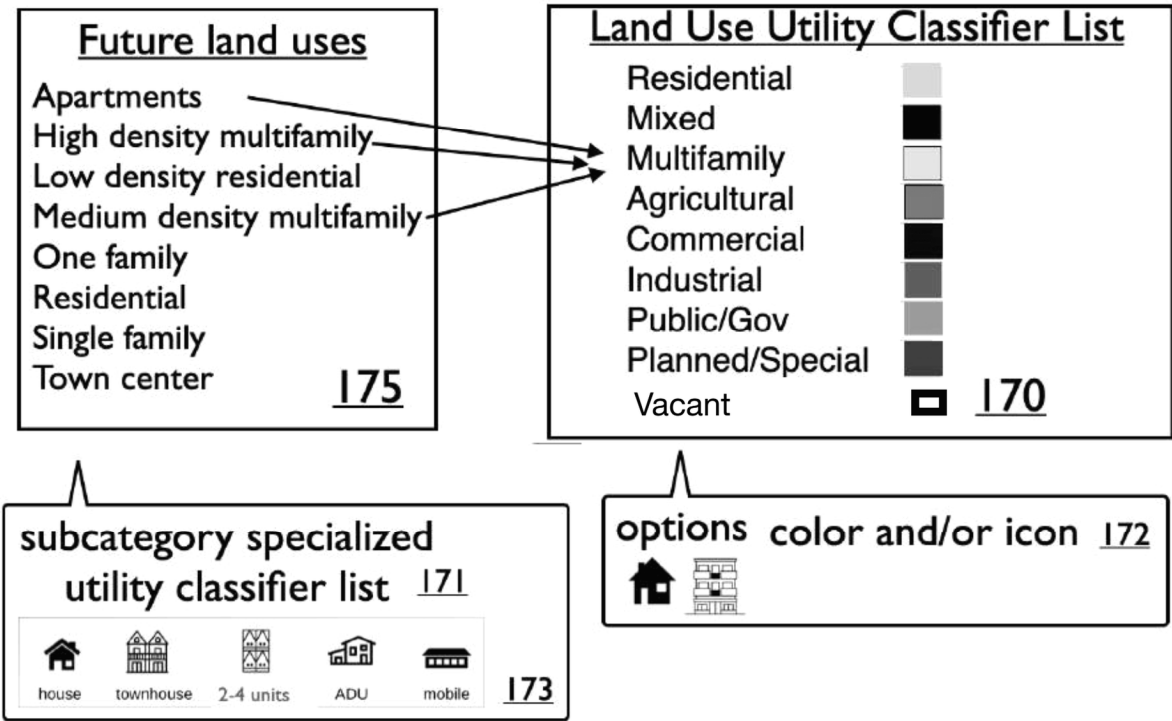 Future land uses
Apartments
High density multifamily
Low density residential
Medium density multifamily
One family
Residential
Single family
Town center
175
Land Use Utility Classifier List
Residential
Mixed
Multifamily
Agricultural
Commercial
Industrial
Public/Gov
Planned/Special
Vacant
170
subcategory specialized
utility classifier list 171
house townhouse 2-4 units ADU mobile 173
options color and/or icon 172